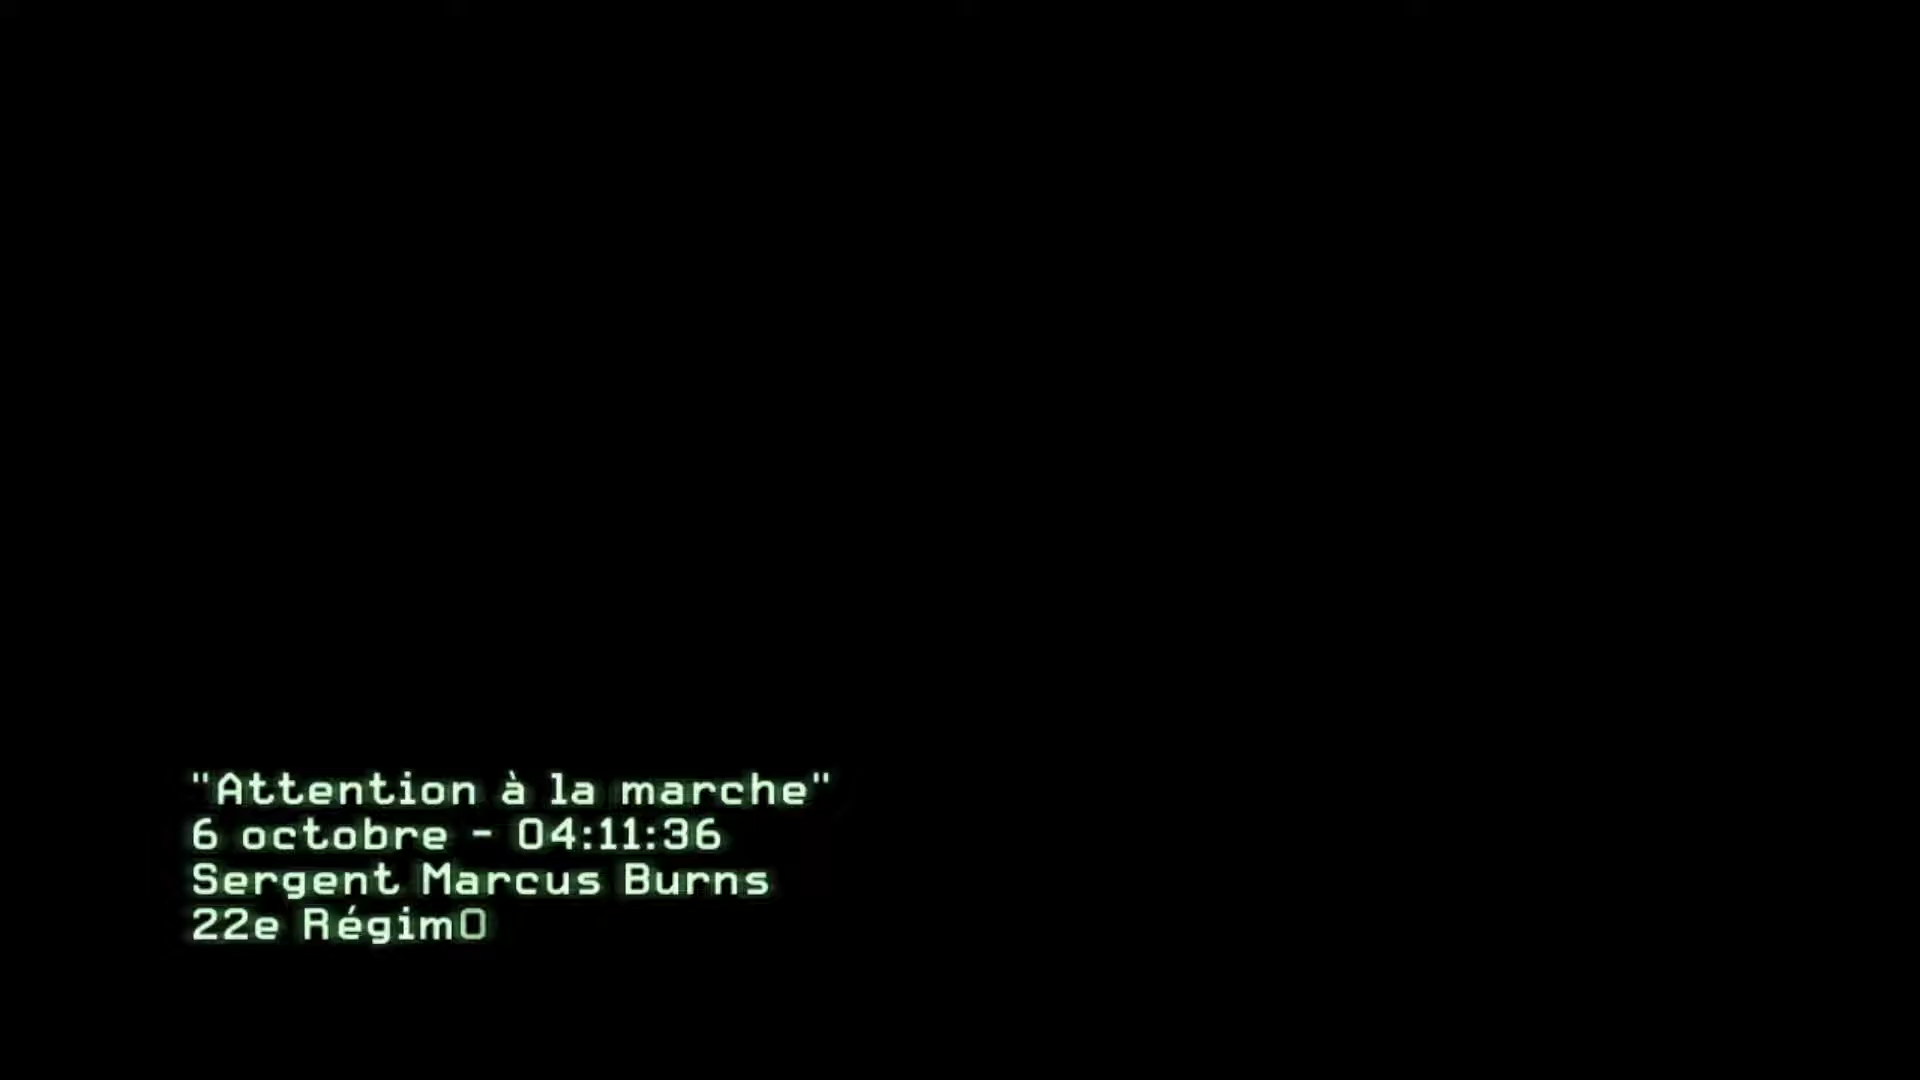 "Attention à la marche"
6 octobre - 04:11:36
Sergent Marcus Burns
22e Régim